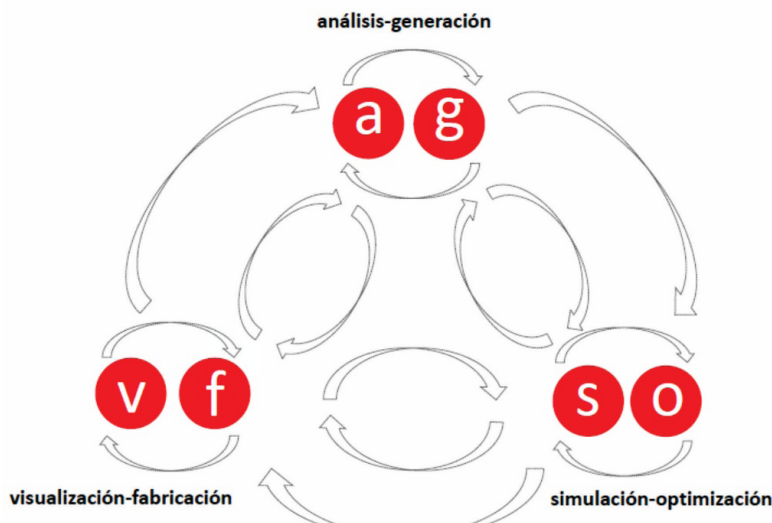 análisis-generación
a g
v f
s o
visualización-fabricación
simulación-optimización